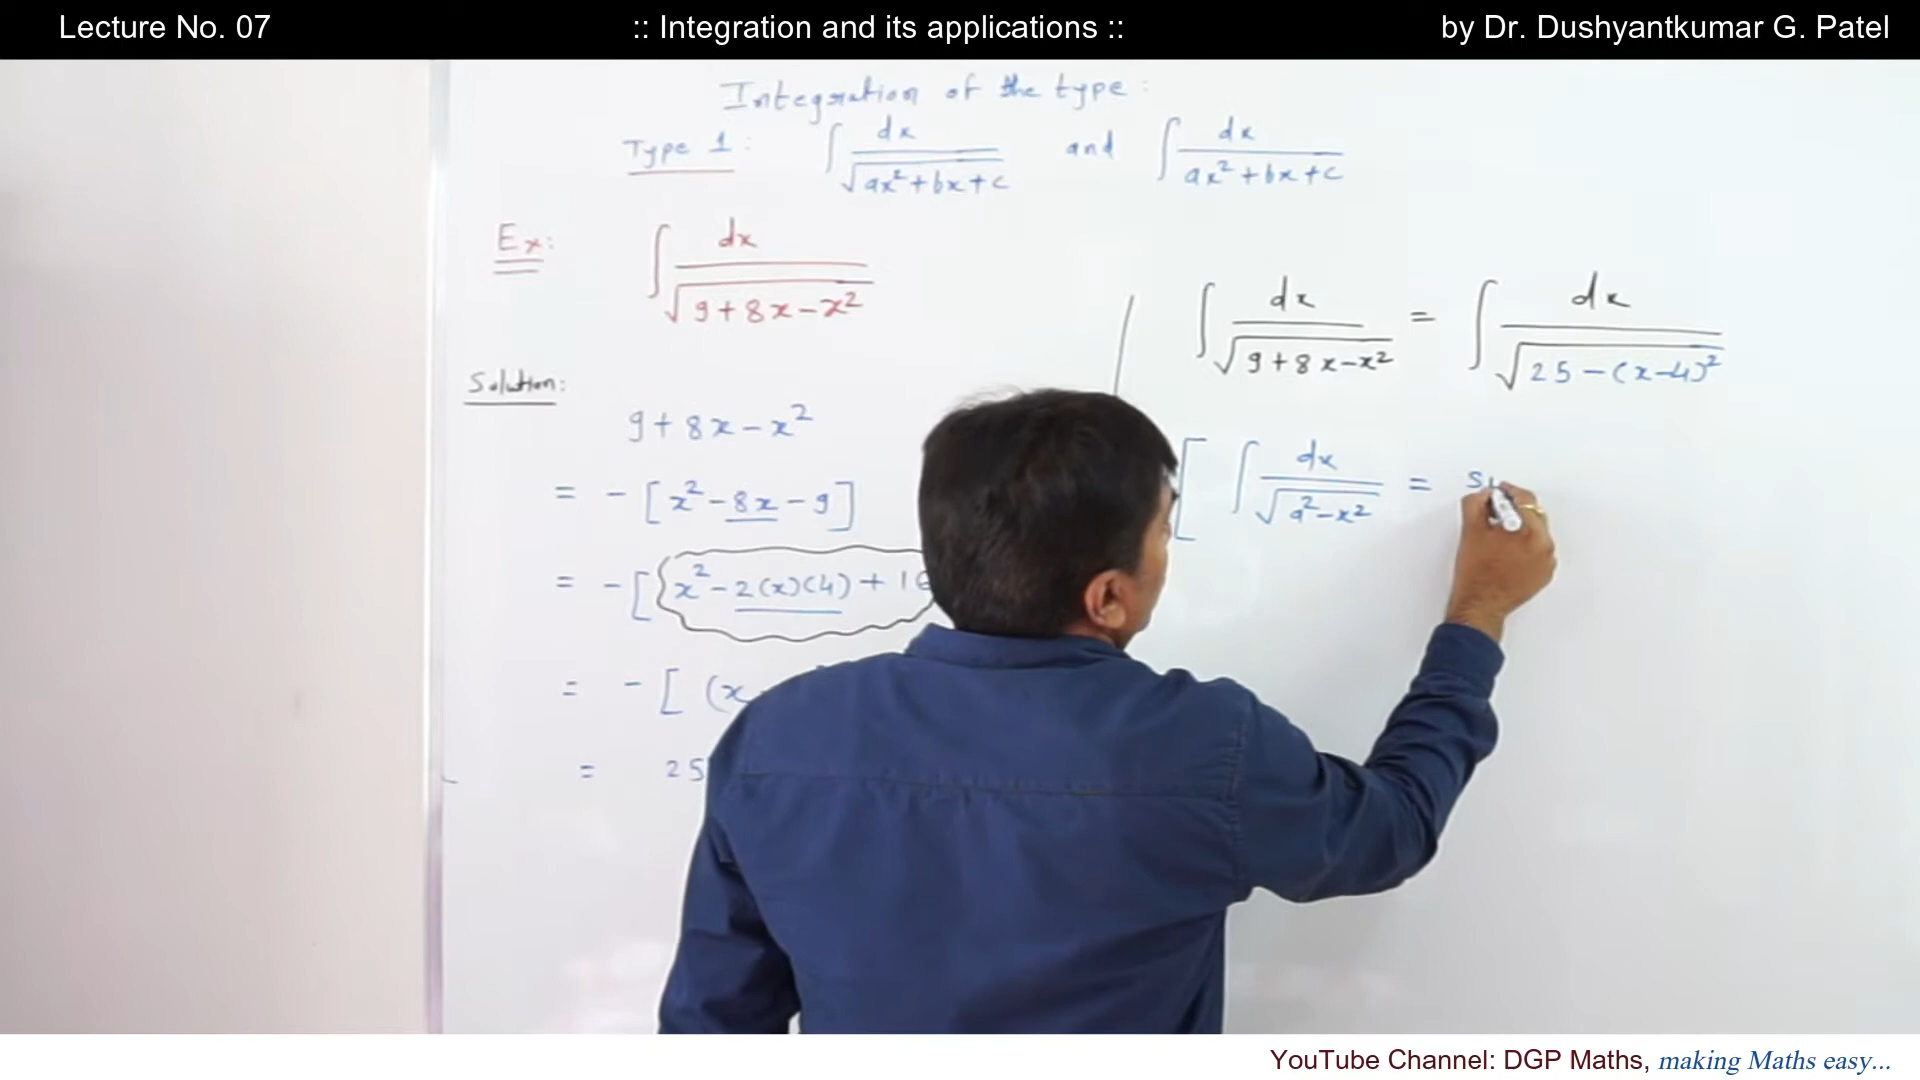 Lecture No. 07 :: Integration and its applications :: by Dr. Dushyantkumar G. Patel
Integration of the type:
Type 1: ∫ dx / √(ax² + bx + c) and ∫ dx / (ax² + bx + c)
Ex: ∫ dx / √(9 + 8x - x²)
Solution:
9 + 8x - x²
= - [x² - 8x - 9]
= - [x² - 2(x)(4) + 16
= - [ (x
= 25
∫ dx / √(9 + 8x - x²) = ∫ dx / √(25 - (x-4)²)
[ ∫ dx / √(a² - x²) =
YouTube Channel: DGP Maths, making Maths easy...